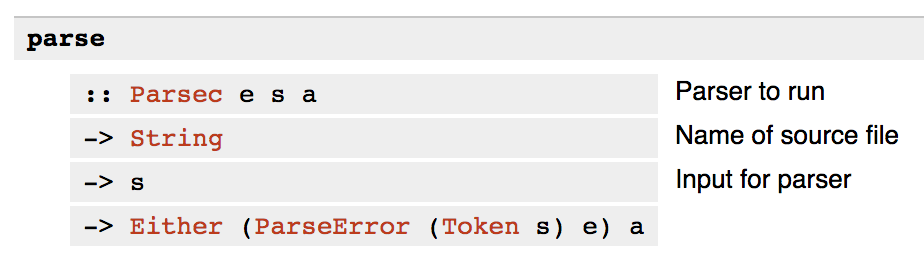 parse
:: Parsec e s a Parser to run
-> String Name of source file
-> s Input for parser
-> Either (ParseError (Token s) e) a